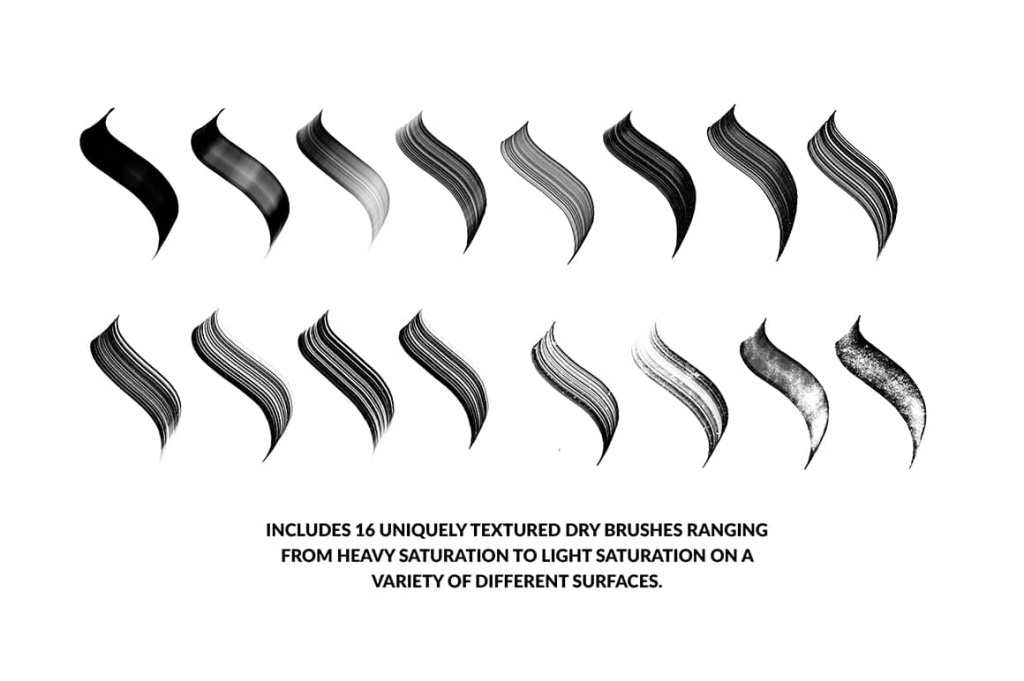 INCLUDES 16 UNIQUELY TEXTURED DRY BRUSHES RANGING
FROM HEAVY SATURATION TO LIGHT SATURATION ON A
VARIETY OF DIFFERENT SURFACES.